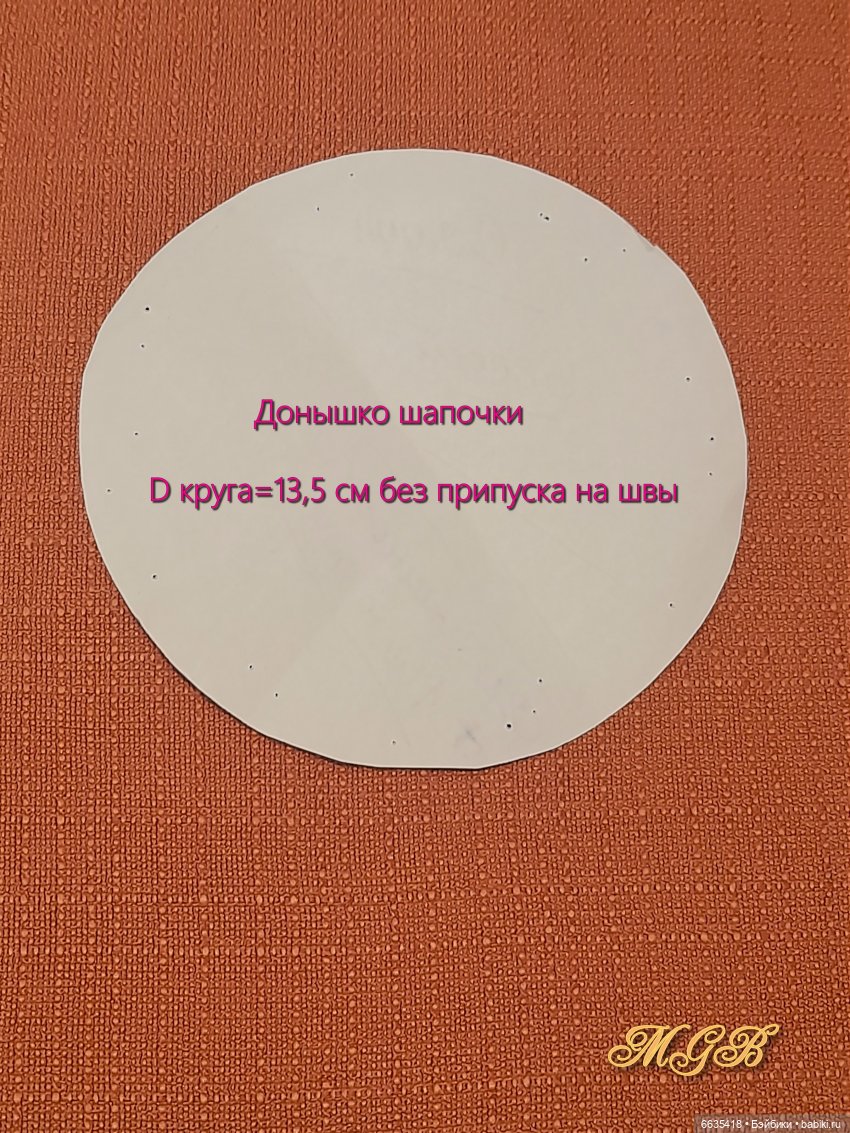 Донышко шапочки
D круга=13,5 см без припуска на швы
MGB
6635418 • Бэйбики • babiki.ru